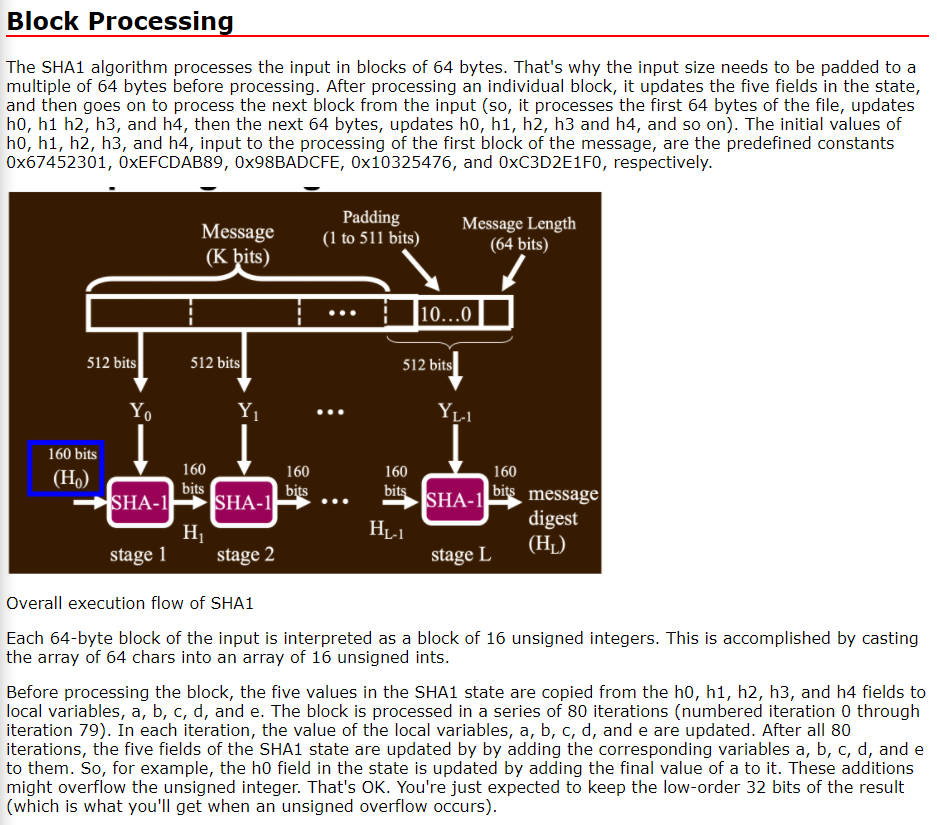 Block Processing
The SHA1 algorithm processes the input in blocks of 64 bytes. That's why the input size needs to be padded to a
multiple of 64 bytes before processing. After processing an individual block, it updates the five fields in the state,
and then goes on to process the next block from the input (so, it processes the first 64 bytes of the file, updates
h0, h1 h2, h3, and h4, then the next 64 bytes, updates h0, h1, h2, h3 and h4, and so on). The initial values of
h0, h1, h2, h3, and h4, input to the processing of the first block of the message, are the predefined constants
0x67452301, 0xEFCDAB89, 0x98BADCFE, 0x10325476, and 0xC3D2E1F0, respectively.
Message
(K bits)
Padding
(1 to 511 bits)
Message Length
(64 bits)
10...0
512 bits
512 bits
512 bits
Y0
Y1
YL-1
160 bits
(H0)
SHA-1
160
bits
H1
SHA-1
160
bits
160
bits
HL-1
SHA-1
160
bits
message
digest
(HL)
stage 1
stage 2
stage L
Overall execution flow of SHA1
Each 64-byte block of the input is interpreted as a block of 16 unsigned integers. This is accomplished by casting
the array of 64 chars into an array of 16 unsigned ints.
Before processing the block, the five values in the SHA1 state are copied from the h0, h1, h2, h3, and h4 fields to
local variables, a, b, c, d, and e. The block is processed in a series of 80 iterations (numbered iteration 0 through
iteration 79). In each iteration, the value of the local variables, a, b, c, d, and e are updated. After all 80
iterations, the five fields of the SHA1 state are updated by by adding the corresponding variables a, b, c, d, and e
to them. So, for example, the h0 field in the state is updated by adding the final value of a to it. These additions
might overflow the unsigned integer. That's OK. You're just expected to keep the low-order 32 bits of the result
(which is what you'll get when an unsigned overflow occurs).